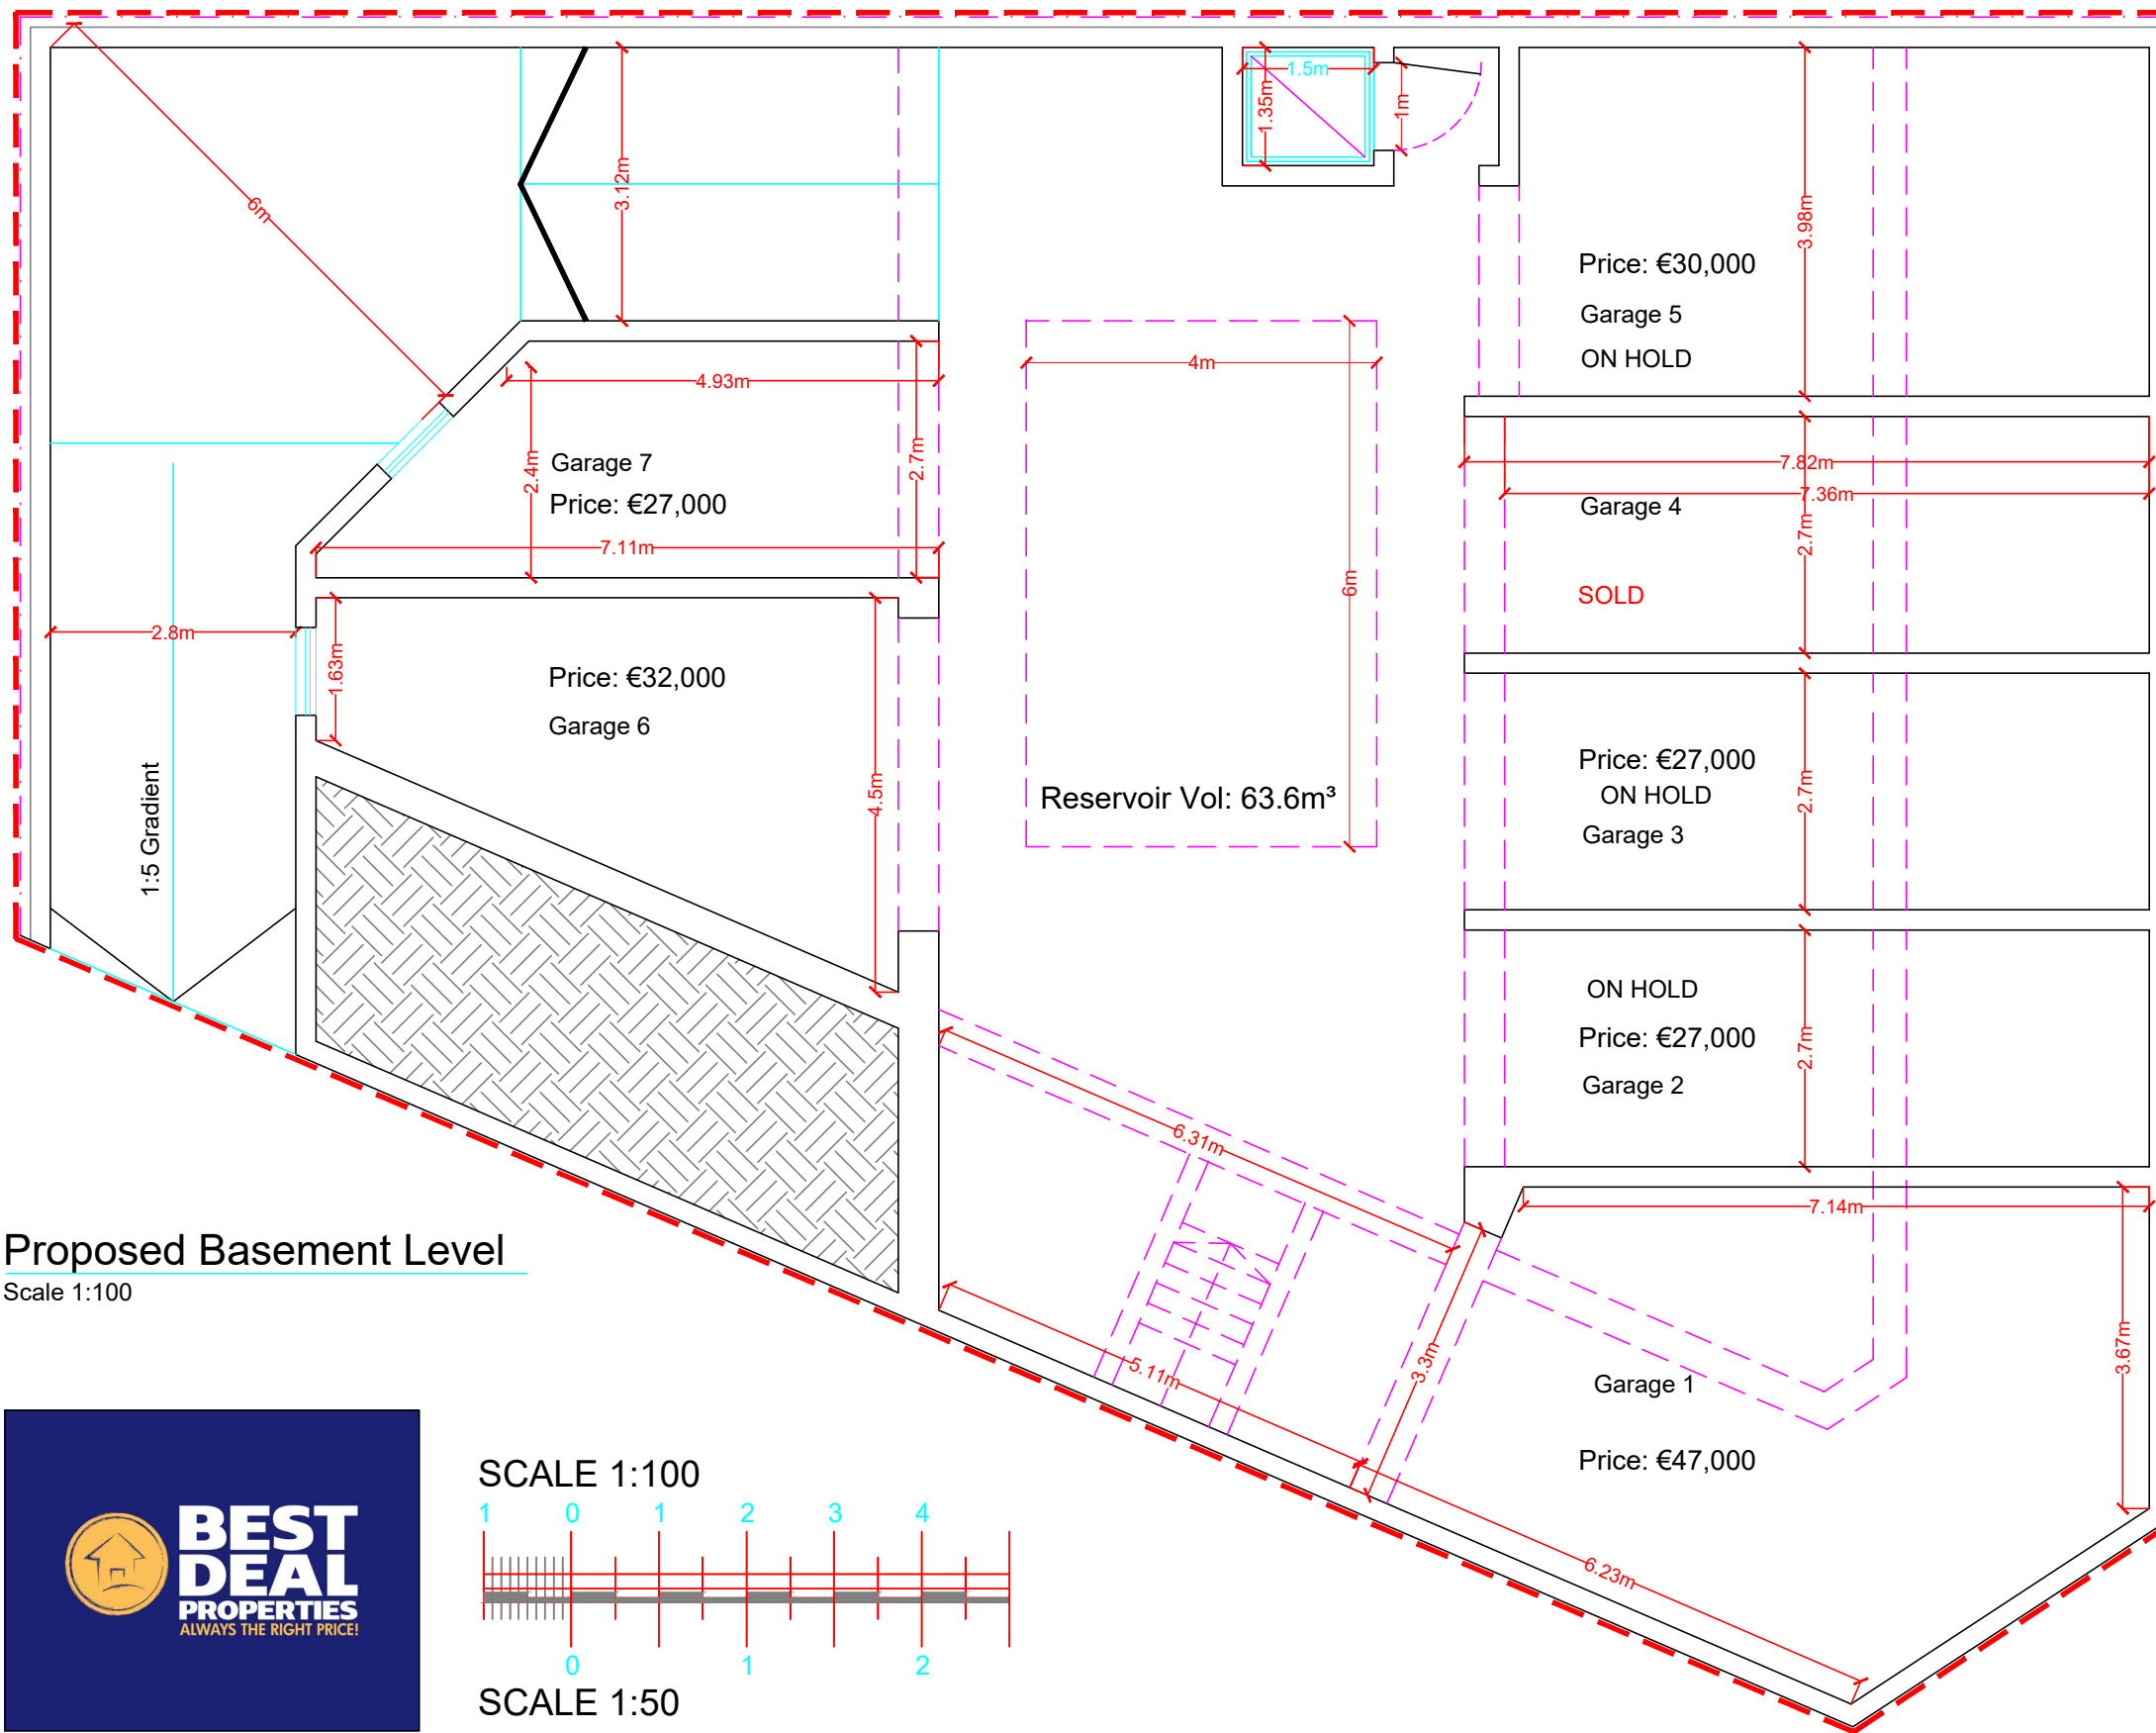 1.5m
1.35m
1m
6m
3.12m
3.98m
Price: €30,000
Garage 5
ON HOLD
4m
4.93m
2.7m
2.4m
Garage 7
Price: €27,000
7.11m
7.82m
7.36m
Garage 4
2.7m
SOLD
6m
2.8m
1.63m
Price: €32,000
Garage 6
4.5m
1:5 Gradient
Reservoir Vol: 63.6m³
Price: €27,000
ON HOLD
2.7m
Garage 3
ON HOLD
Price: €27,000
2.7m
Garage 2
6.31m
7.14m
Proposed Basement Level
Scale 1:100
5.11m
3.3m
3.67m
Garage 1
Price: €47,000
6.23m
BEST
DEAL
PROPERTIES
ALWAYS THE RIGHT PRICE!
SCALE 1:100
1 0 1 2 3 4
0 1 2
SCALE 1:50